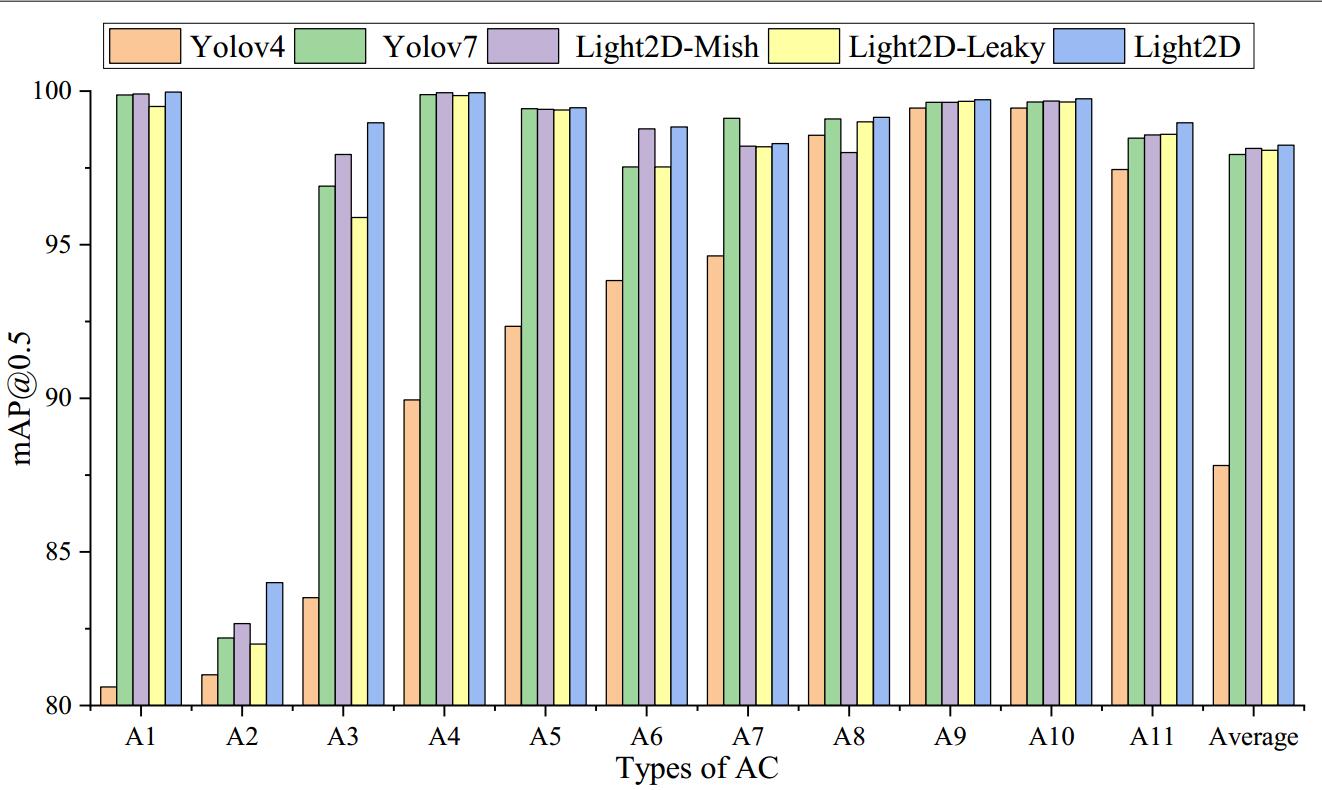 Yolov4 Yolov7 Light2D-Mish Light2D-Leaky Light2D
100
95
90
85
80
mAP@0.5
A1 A2 A3 A4 A5 A6 A7 A8 A9 A10 A11 Average
Types of AC